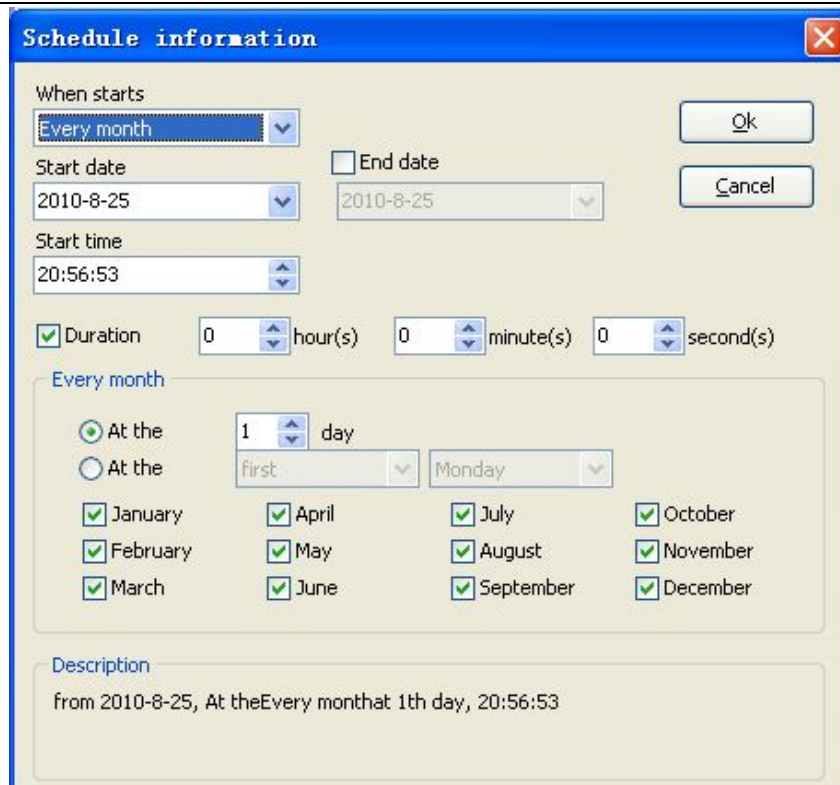 Schedule information
When starts
Every month
Ok
Start date
End date
2010-8-25
2010-8-25
Cancel
Start time
20:56:53
Duration 0 hour(s) 0 minute(s) 0 second(s)
Every month
At the 1 day
At the first Monday
January April July October
February May August November
March June September December
Description
from 2010-8-25, At theEvery monthat 1th day, 20:56:53